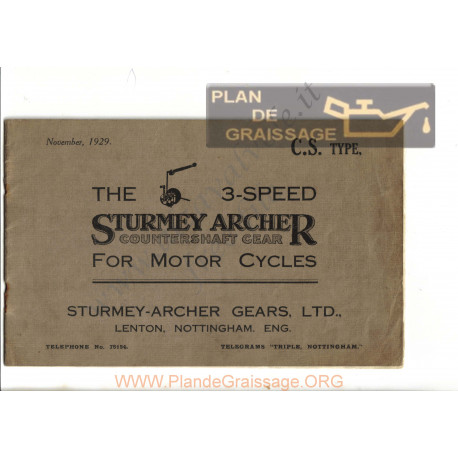 PLAN
DE
GRAISSAGE
November, 1929.
C.S. TYPE,
THE 3-SPEED
STURMEY ARCHER
COUNTERSHAFT GEAR
FOR MOTOR CYCLES
STURMEY-ARCHER GEARS, LTD.,
LENTON, NOTTINGHAM, ENG.
TELEPHONE No. 75156. TELEGRAMS "TRIPLE, NOTTINGHAM."
© www.PlandeGraissage.ORG